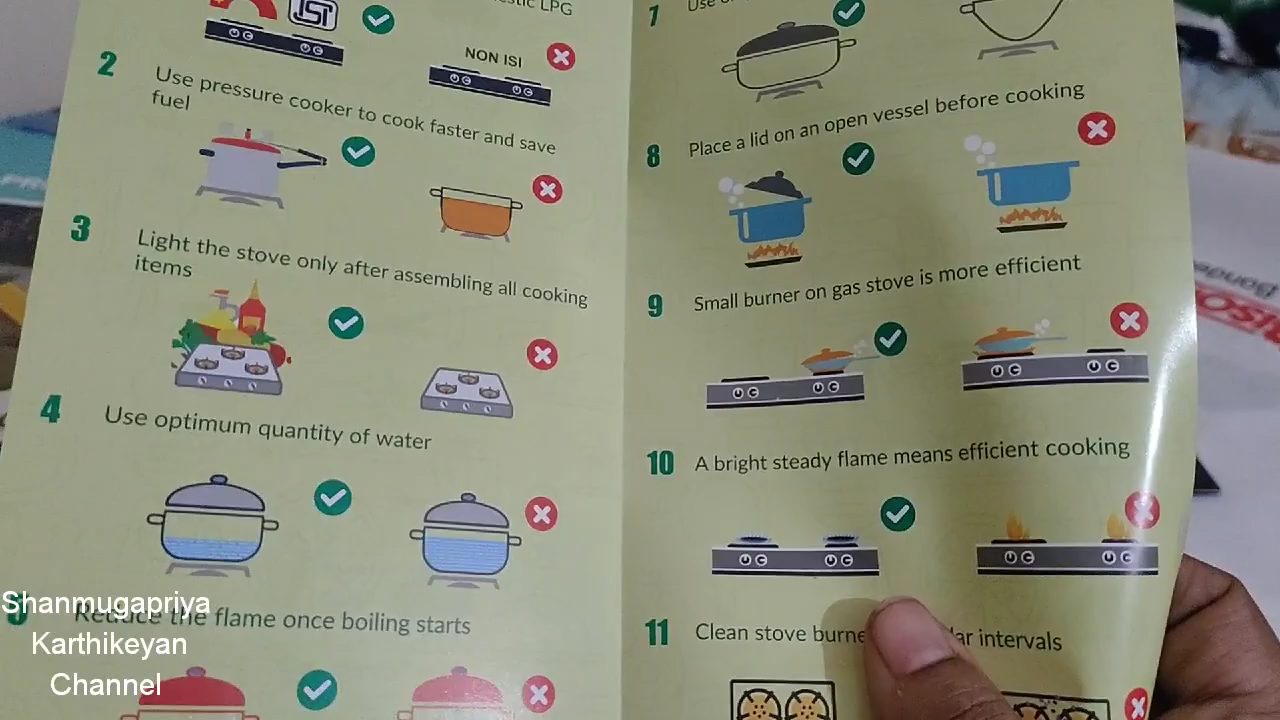 LPG
ISI
NON ISI
2
Use pressure cooker to cook faster and save
fuel
3
Light the stove only after assembling all cooking
items
4
Use optimum quantity of water
5
Reduce the flame once boiling starts
7
Use
8
Place a lid on an open vessel before cooking
9
Small burner on gas stove is more efficient
10
A bright steady flame means efficient cooking
11
Clean stove intervals
Shanmugapriya
Karthikeyan
Channel